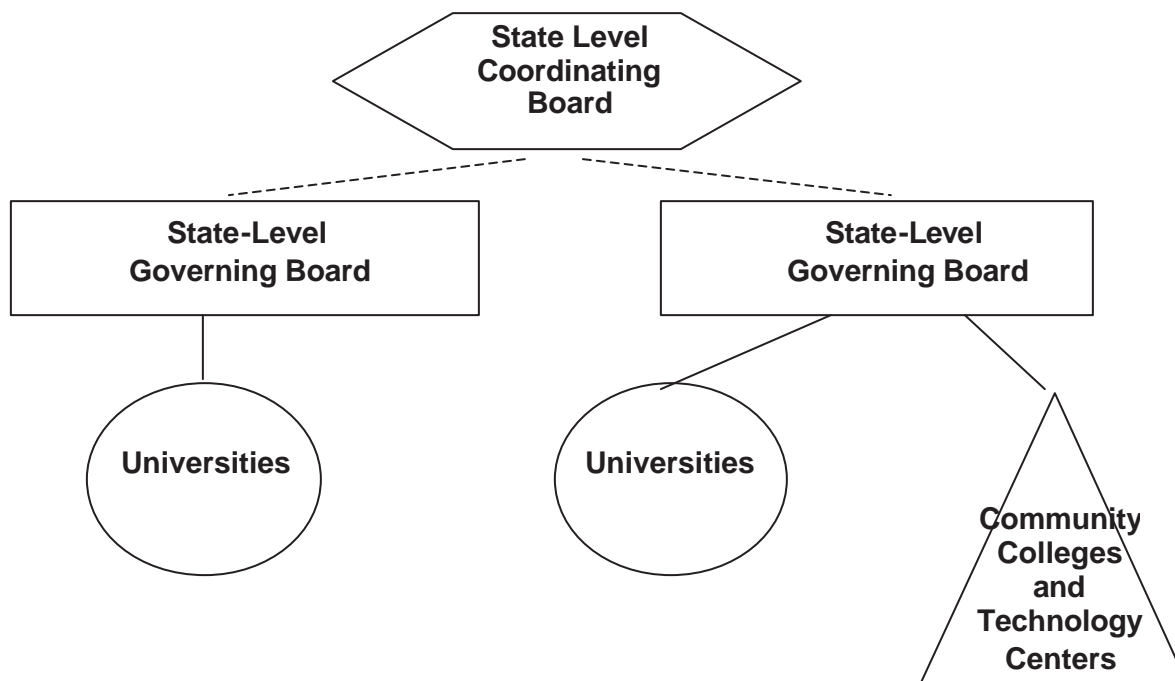 State Level
Coordinating
Board
State-Level
Governing Board
State-Level
Governing Board
Universities
Universities
Community
Colleges
and
Technology
Centers